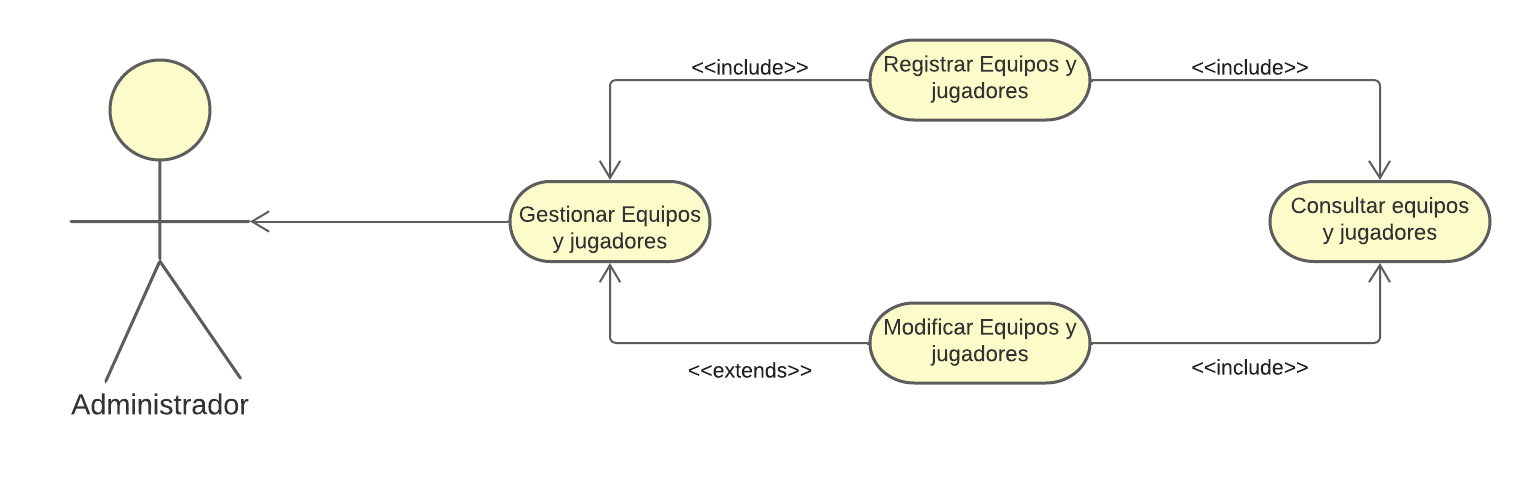 <<include>>
Registrar Equipos y
jugadores
<<include>>
Gestionar Equipos
y jugadores
Consultar equipos
y jugadores
Modificar Equipos y
jugadores
<<extends>>
<<include>>
Administrador